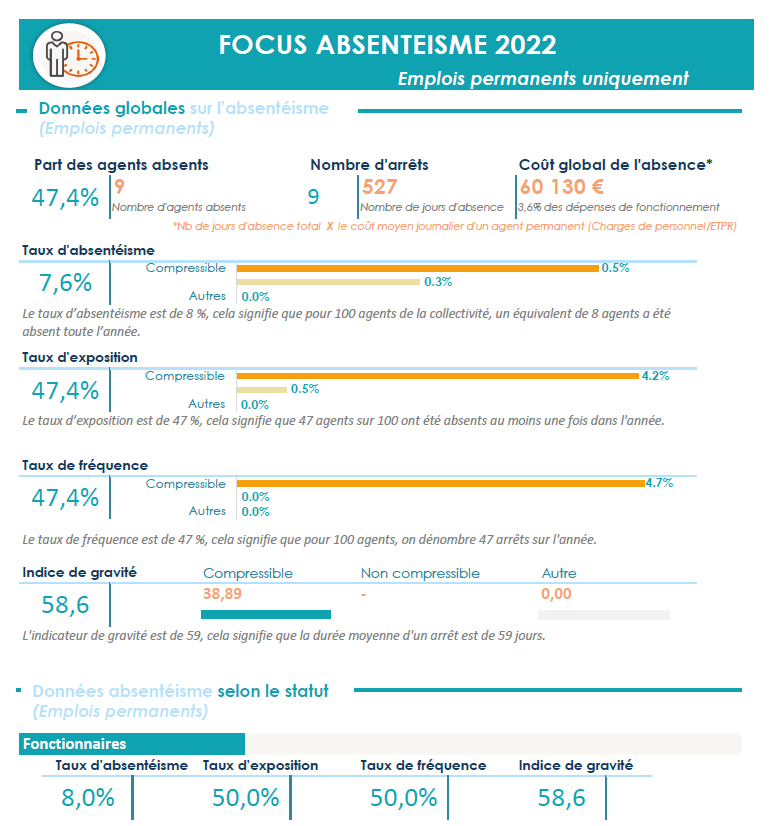 FOCUS ABSENTEISME 2022
Emplois permanents uniquement
Données globales sur l'absentéisme
(Emplois permanents)
Part des agents absents
47,4%
9
Nombre d'agents absents
Nombre d'arrêts
9
527
Nombre de jours d'absence
Coût global de l'absence*
60 130 €
3,6% des dépenses de fonctionnement
*Nb de jours d'absence total X le coût moyen journalier d'un agent permanent (Charges de personnel/ETPR)
Taux d'absentéisme
7,6%
Compressible 0.5%
0.3%
Autres 0.0%
Le taux d'absentéisme est de 8 %, cela signifie que pour 100 agents de la collectivité, un équivalent de 8 agents a été
absent toute l'année.
Taux d'exposition
47,4%
Compressible 4.2%
0.5%
Autres 0.0%
Le taux d'exposition est de 47 %, cela signifie que 47 agents sur 100 ont été absents au moins une fois dans l'année.
Taux de fréquence
47,4%
Compressible 4.7%
0.0%
Autres 0.0%
Le taux de fréquence est de 47 %, cela signifie que pour 100 agents, on dénombre 47 arrêts sur l'année.
Indice de gravité Compressible Non compressible Autre
58,6 38,89 - 0,00
L'indicateur de gravité est de 59, cela signifie que la durée moyenne d'un arrêt est de 59 jours.
Données absentéisme selon le statut
(Emplois permanents)
Fonctionnaires
Taux d'absentéisme Taux d'exposition Taux de fréquence Indice de gravité
8,0% 50,0% 50,0% 58,6